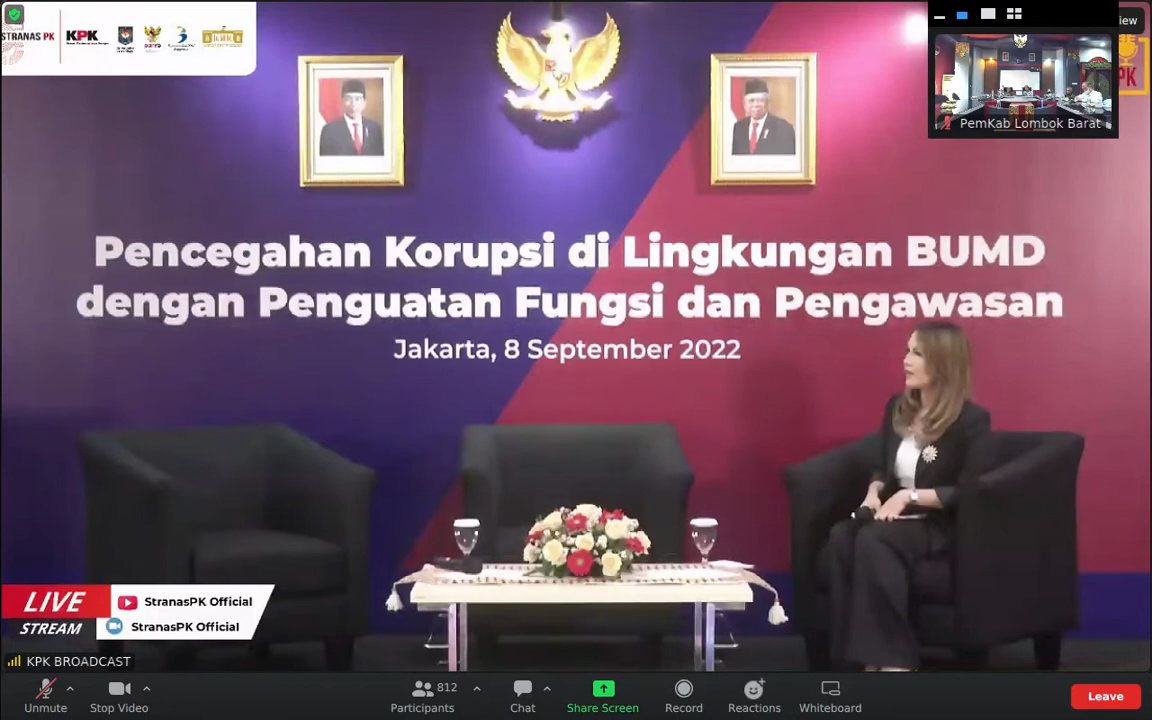 STRANAS PK
KPK
iew
PK
PemKab Lombok Barat
Pencegahan Korupsi di Lingkungan BUMD
dengan Penguatan Fungsi dan Pengawasan
Jakarta, 8 September 2022
LIVE
STREAM
StranasPK Official
StranasPK Official
KPK BROADCAST
Unmute
Stop Video
812
Participants
Chat
Share Screen
Record
Reactions
Whiteboard
Leave